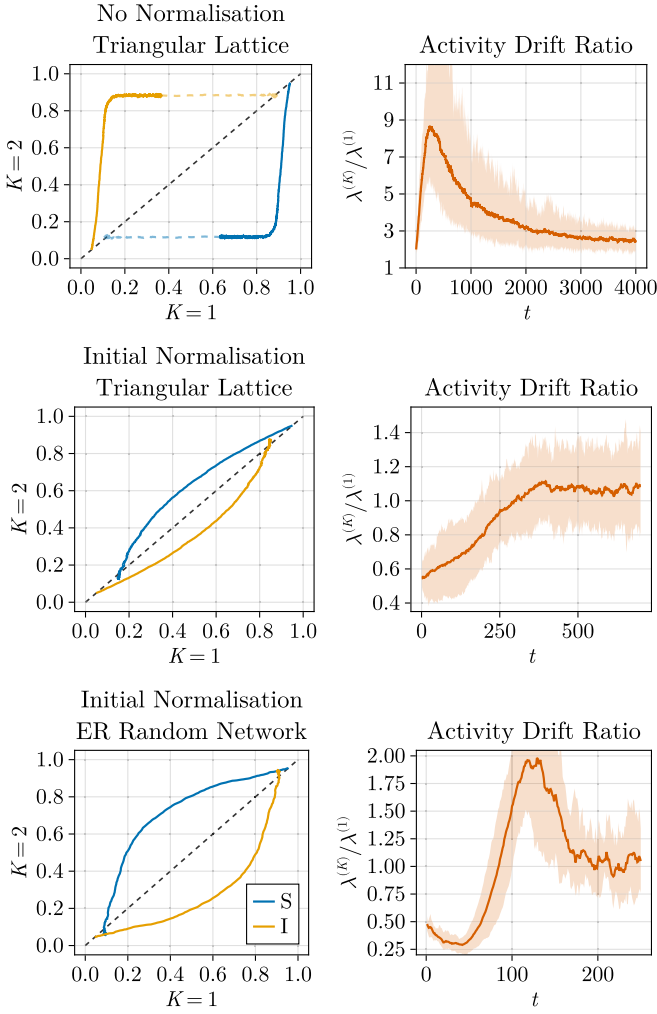 No Normalisation
Triangular Lattice
K = 2
1.0
0.8
0.6
0.4
0.2
0.0
0.0 0.2 0.4 0.6 0.8 1.0
K = 1
Activity Drift Ratio
λ^(K)/λ^(1)
11
9
7
5
3
1
0 1000 2000 3000 4000
t
Initial Normalisation
Triangular Lattice
K = 2
1.0
0.8
0.6
0.4
0.2
0.0
0.0 0.2 0.4 0.6 0.8 1.0
K = 1
Activity Drift Ratio
λ^(K)/λ^(1)
1.4
1.2
1.0
0.8
0.6
0.4
0 250 500
t
Initial Normalisation
ER Random Network
K = 2
1.0
0.8
0.6
0.4
0.2
0.0
0.0 0.2 0.4 0.6 0.8 1.0
K = 1
S
I
Activity Drift Ratio
λ^(K)/λ^(1)
2.00
1.75
1.50
1.25
1.00
0.75
0.50
0.25
0 100 200
t